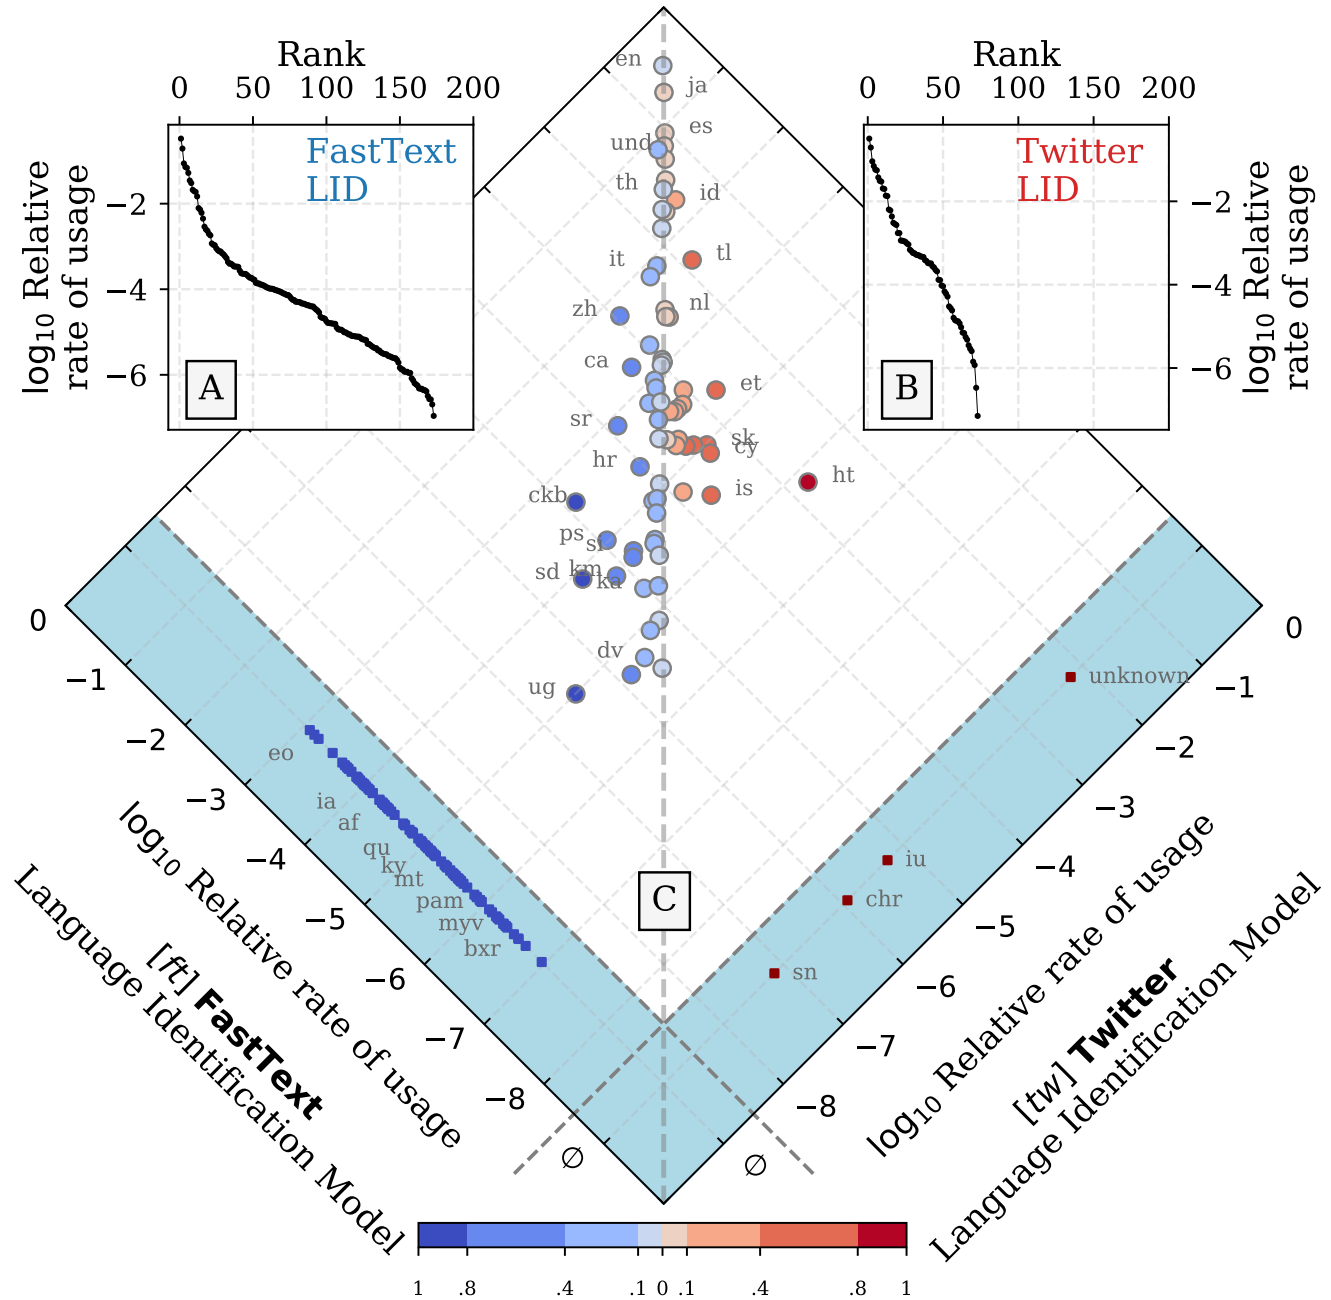 Rank
0 50 100 150 200
FastText
LID
log10 Relative
rate of usage
−2
−4
−6
A
Rank
0 50 100 150 200
Twitter
LID
log10 Relative
rate of usage
−2
−4
−6
B
en
ja
es
und
th
id
it
tl
zh
nl
ca
et
sr
sk
cy
hr
ht
ckb
is
ps
si
sd
km
ka
dv
ug
eo
ia
af
qu
ky
mt
pam
myv
bxr
unknown
iu
chr
sn
C
0
−1
−2
−3
−4
−5
−6
−7
−8
∅
log10 Relative rate of usage
[ft] FastText
Language Identification Model
0
−1
−2
−3
−4
−5
−6
−7
−8
∅
log10 Relative rate of usage
[tw] Twitter
Language Identification Model
1 .8 .4 .1 0 .1 .4 .8 1